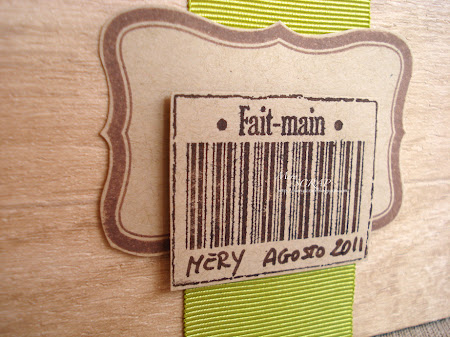 • Fait-main •
MERY AGOSTO 2011